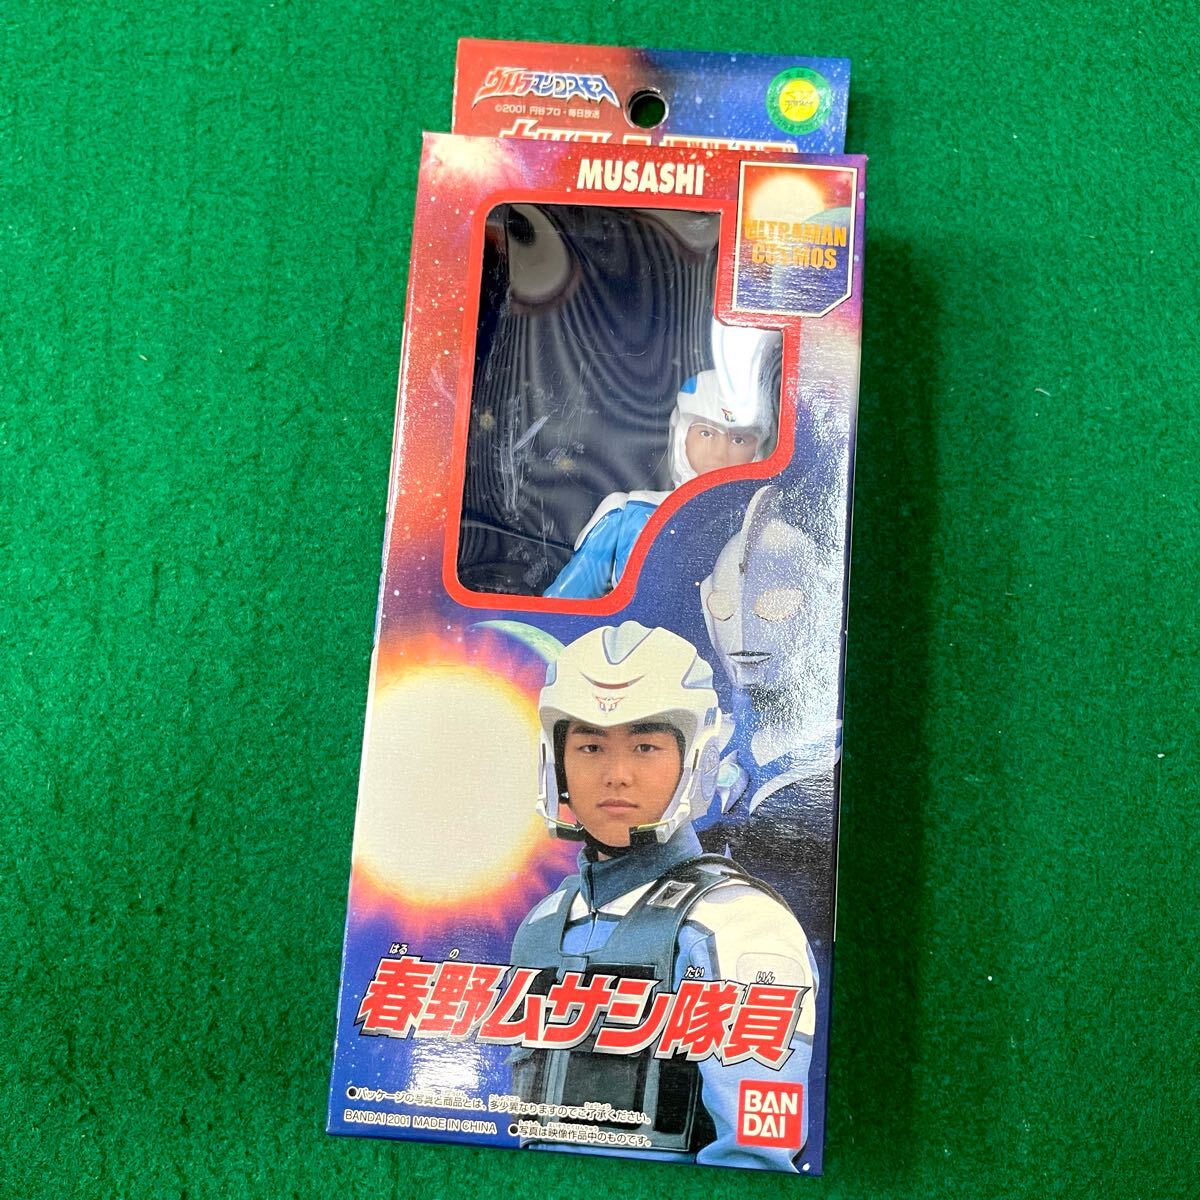 ウルトラマンコスモス
©2001 円谷プロ・毎日放送
MUSASHI
ULTRAMAN
COSMOS
はるの たいいん
春野ムサシ隊員
●パッケージの写真と商品とは、多少異なりますのでご了承ください。
BANDAI 2001 MADE IN CHINA ●写真は映像作品中のものです。
BAN
DAI